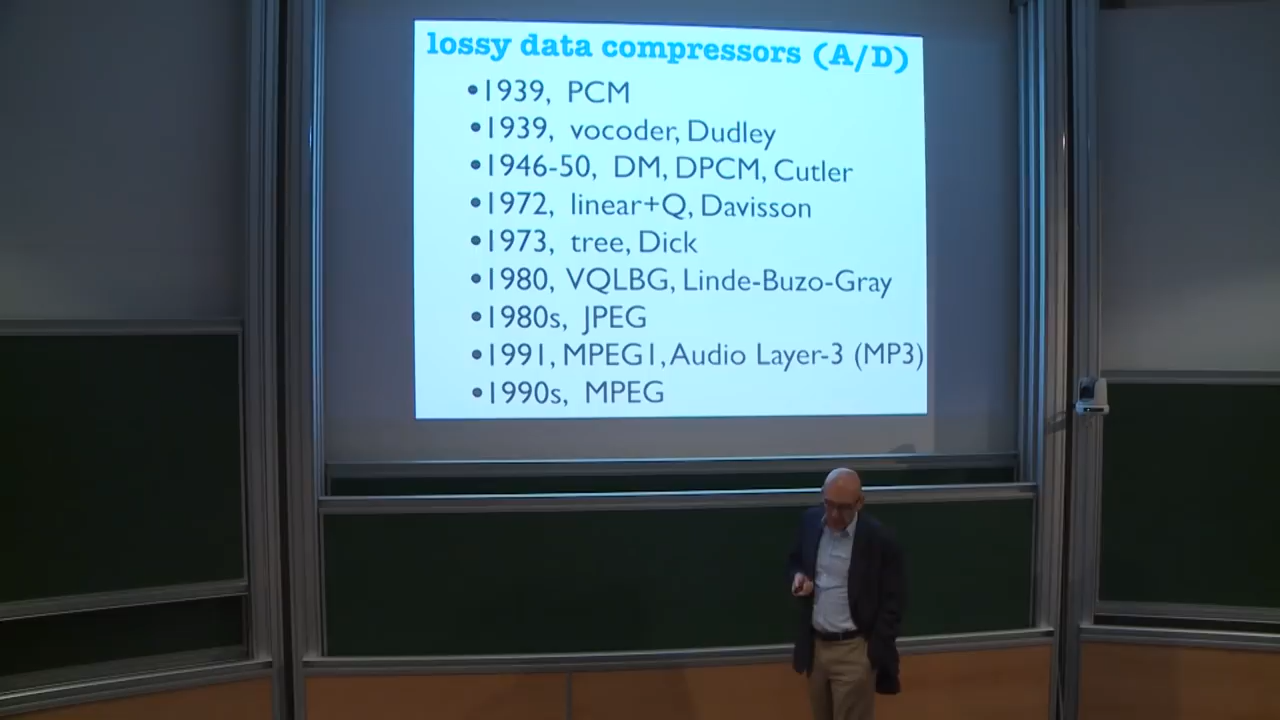 lossy data compressors (A/D)
•1939, PCM
•1939, vocoder, Dudley
•1946-50, DM, DPCM, Cutler
•1972, linear+Q, Davisson
•1973, tree, Dick
•1980, VQLBG, Linde-Buzo-Gray
•1980s, JPEG
•1991, MPEG1, Audio Layer-3 (MP3)
•1990s, MPEG